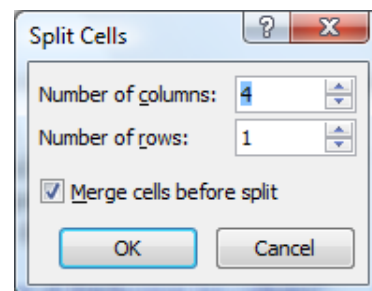 Split Cells
Number of columns: 4
Number of rows: 1
Merge cells before split
OK Cancel